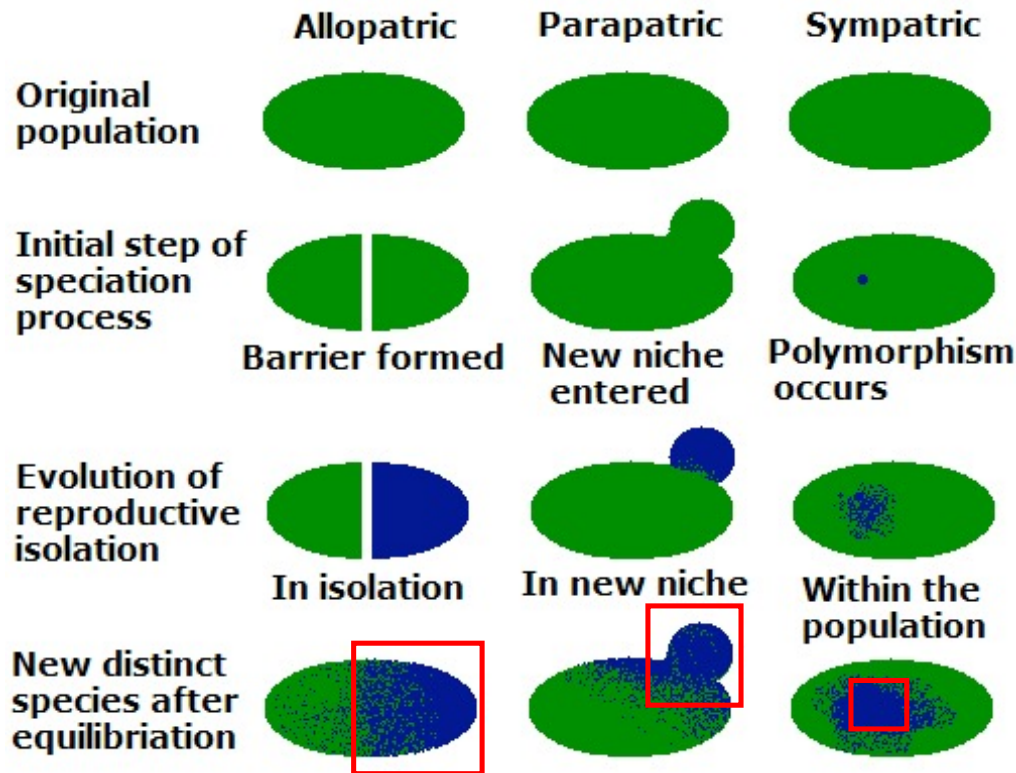 Allopatric Parapatric Sympatric
Original
population
Initial step of
speciation
process
Barrier formed
New niche
entered
Polymorphism
occurs
Evolution of
reproductive
isolation
In isolation
In new niche
Within the
population
New distinct
species after
equilibriation